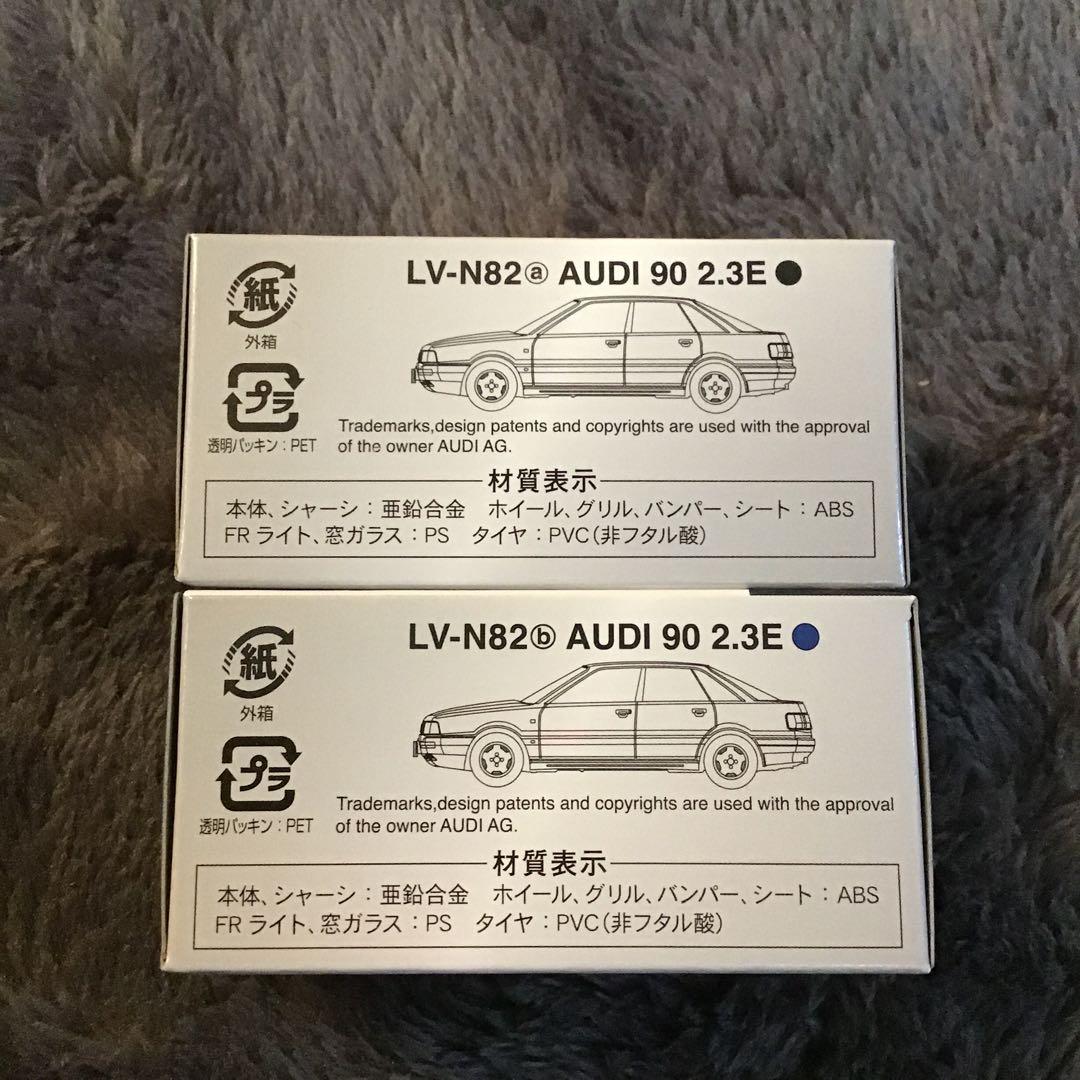 LV-N82ⓐ AUDI 90 2.3E
紙
外箱
プラ
透明パッキン：PET
Trademarks,design patents and copyrights are used with the approval
of the owner AUDI AG.
材質表示
本体、シャーシ：亜鉛合金　ホイール、グリル、バンパー、シート：ABS
FRライト、窓ガラス：PS　タイヤ：PVC（非フタル酸）
LV-N82ⓑ AUDI 90 2.3E
紙
外箱
プラ
透明パッキン：PET
Trademarks,design patents and copyrights are used with the approval
of the owner AUDI AG.
材質表示
本体、シャーシ：亜鉛合金　ホイール、グリル、バンパー、シート：ABS
FRライト、窓ガラス：PS　タイヤ：PVC（非フタル酸）